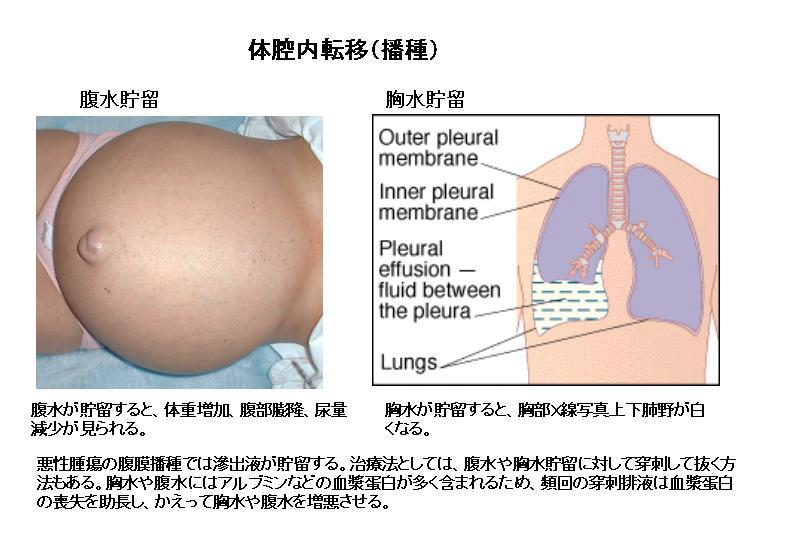 体腔内転移(播種)
腹水貯留
胸水貯留
Outer pleural
membrane
Inner pleural
membrane
Pleural
effusion —
fluid between
the pleura
Lungs
腹水が貯留すると、体重増加、腹部膨隆、尿量
減少が見られる。
胸水が貯留すると、胸部X線写真上下肺野が白
くなる。
悪性腫瘍の腹膜播種では滲出液が貯留する。治療法としては、腹水や胸水貯留に対して穿刺して抜く方
法もある。胸水や腹水にはアルブミンなどの血漿蛋白が多く含まれるため、頻回の穿刺排液は血漿蛋白
の喪失を助長し、かえって胸水や腹水を増悪させる。